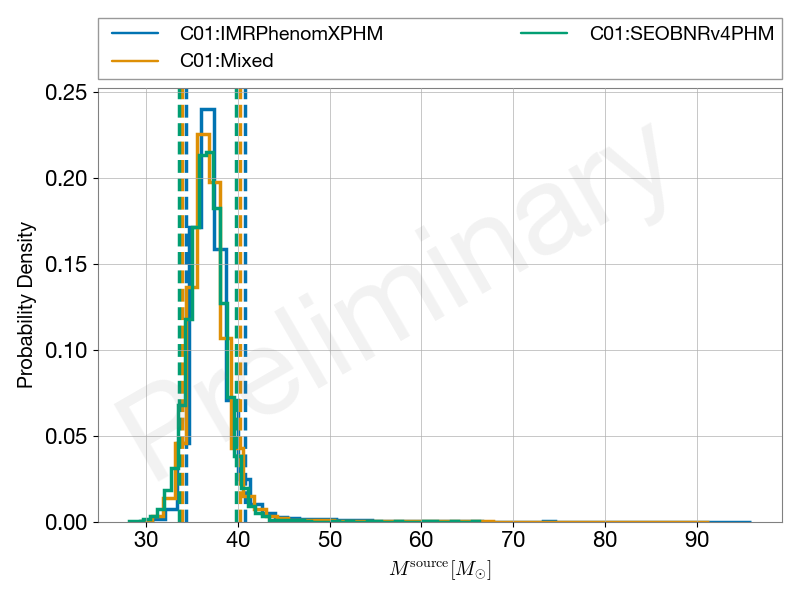 C01:IMRPhenomXPHM
C01:Mixed
C01:SEOBNRv4PHM
Preliminary
Probability Density
0.25
0.20
0.15
0.10
0.05
0.00
30 40 50 60 70 80 90
M^source [M_⊙]